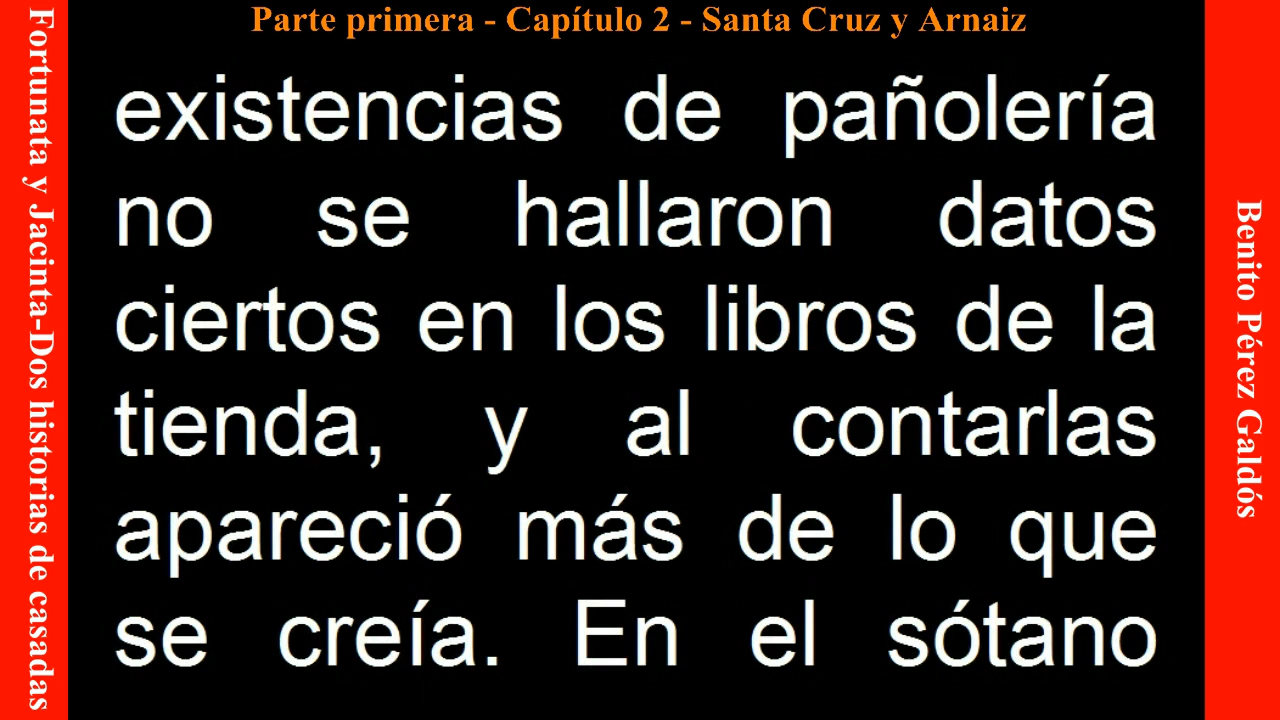 Parte primera - Capítulo 2 - Santa Cruz y Arnaiz
Fortunata y Jacinta-Dos historias de casadas
existencias de pañolería
no se hallaron datos
ciertos en los libros de la
tienda, y al contarlas
apareció más de lo que
se creía. En el sótano
Benito Pérez Galdós